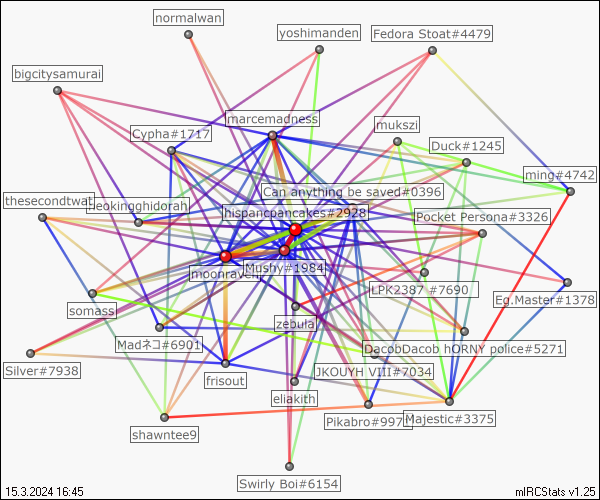 normalwan
yoshimanden
Fedora Stoat#4479
bigcitysamurai
marcemadness
mukszi
Cypha#1717
Duck#1245
ming#4742
Can anything be saved#0396
thesecondtwat
neokingghidorah
hispancpancakes#2928
Pocket Persona#3326
moonraven
Mushy#1984
LPK2387 #7690
Eg.Master#1378
somass
zebula
Madネコ#6901
DacobDacob hORNY police#5271
Silver#7938
frisout
JKOUYH VIII#7034
eliakith
Pikabro#997
Majestic#3375
shawntee9
Swirly Boi#6154
15.3.2024 16:45
mIRCStats v1.25